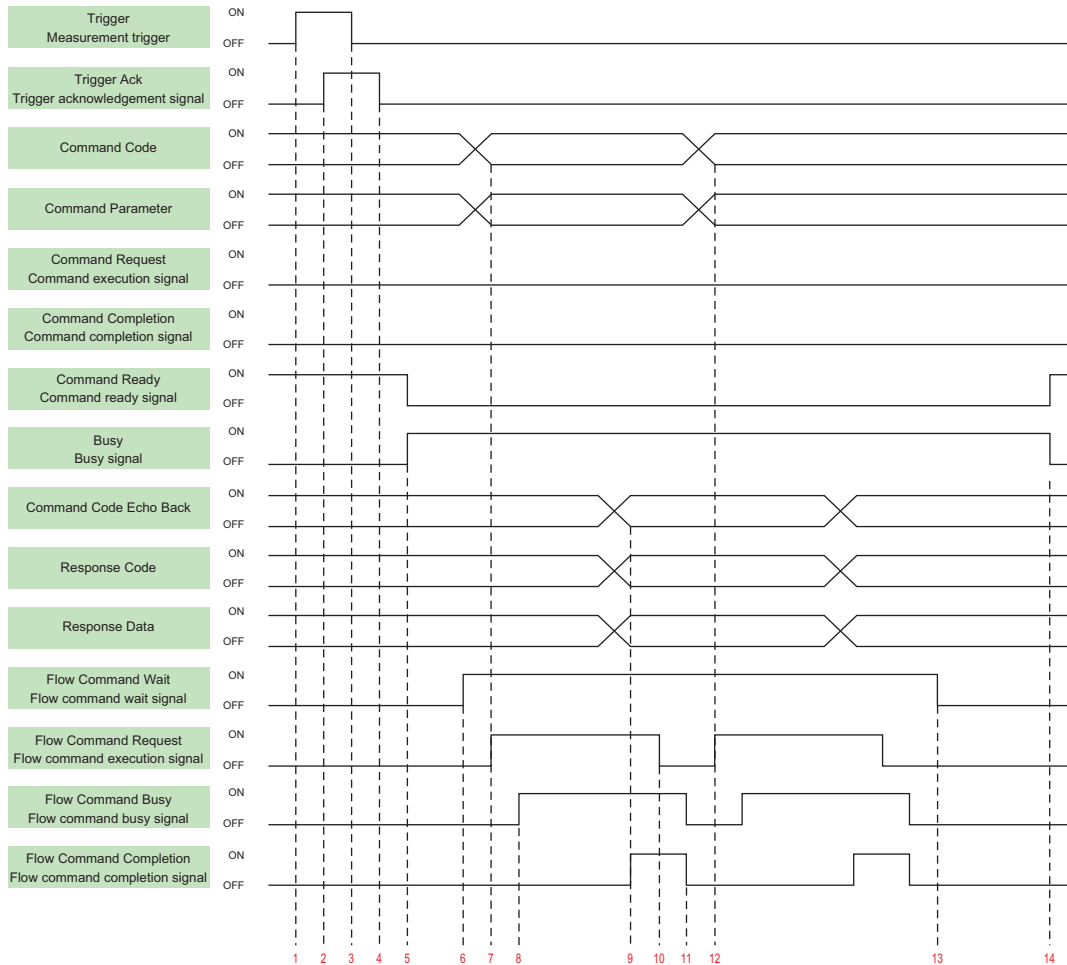 Trigger
Measurement trigger
ON
OFF
Trigger Ack
Trigger acknowledgement signal
ON
OFF
Command Code
ON
OFF
Command Parameter
ON
OFF
Command Request
Command execution signal
ON
OFF
Command Completion
Command completion signal
ON
OFF
Command Ready
Command ready signal
ON
OFF
Busy
Busy signal
ON
OFF
Command Code Echo Back
ON
OFF
Response Code
ON
OFF
Response Data
ON
OFF
Flow Command Wait
Flow command wait signal
ON
OFF
Flow Command Request
Flow command execution signal
ON
OFF
Flow Command Busy
Flow command busy signal
ON
OFF
Flow Command Completion
Flow command completion signal
ON
OFF
1 2 3 4 5 6 7 8 9 10 11 12 13 14